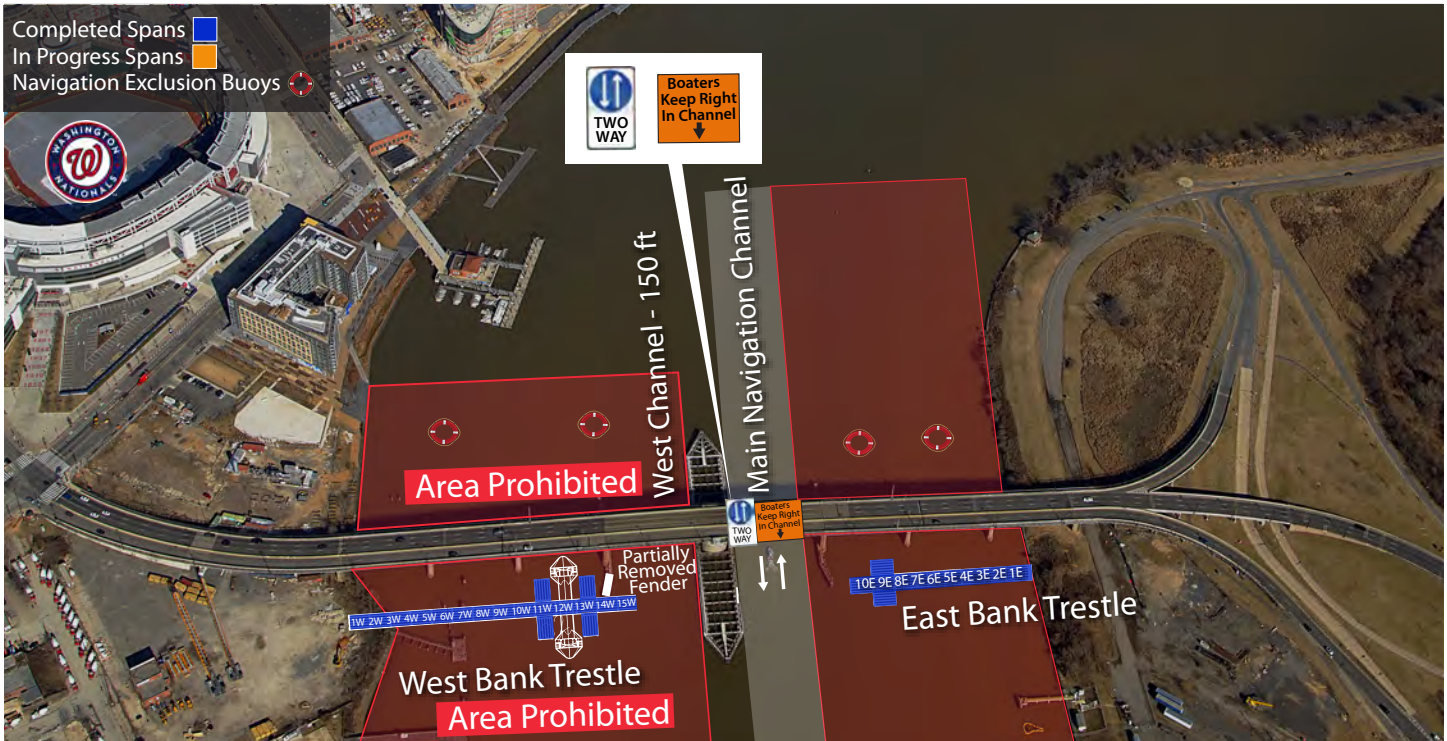 Completed Spans
In Progress Spans
Navigation Exclusion Buoys
WASHINGTON
W
NATIONALS
TWO
WAY
Boaters
Keep Right
In Channel
West Channel - 150 ft
Main Navigation Channel
Area Prohibited
TWO
WAY
Boaters
Keep Right
In Channel
Partially
Removed
Fender
1W 2W 3W 4W 5W 6W 7W 8W 9W 10W 11W 12W 13W 14W 15W
10E 9E 8E 7E 6E 5E 4E 3E 2E 1E
East Bank Trestle
West Bank Trestle
Area Prohibited